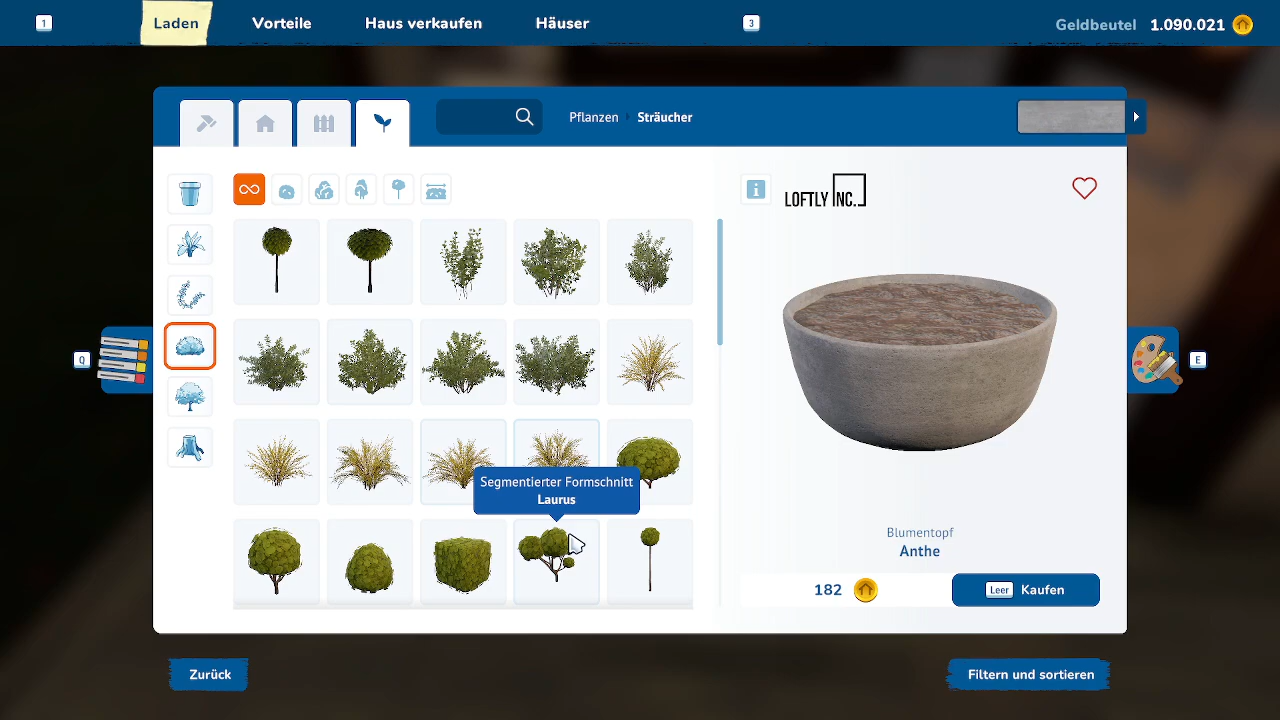 1
Laden
Vorteile
Haus verkaufen
Häuser
3
Geldbeutel 1.090.021
Pflanzen Sträucher
LOFTLY INC.
Q
E
Segmentierter Formschnitt
Laurus
Blumentopf
Anthe
182
Leer Kaufen
Zurück
Filtern und sortieren